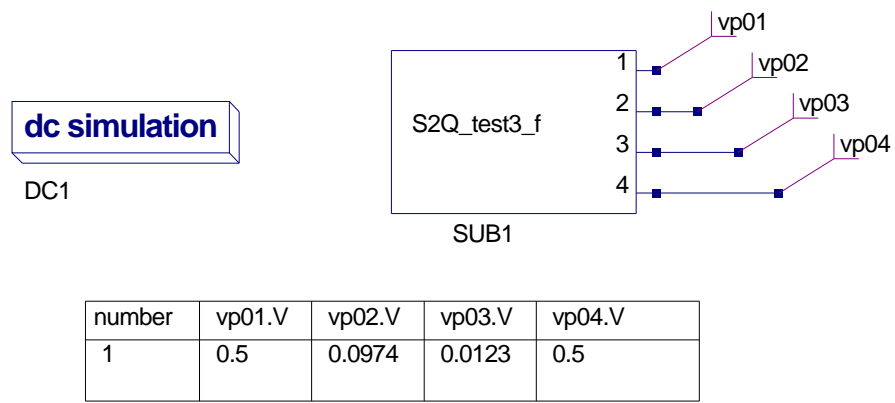 vp01
vp02
vp03
vp04
1
2
3
4
S2Q_test3_f
SUB1
dc simulation
DC1
number vp01.V vp02.V vp03.V vp04.V
1 0.5 0.0974 0.0123 0.5